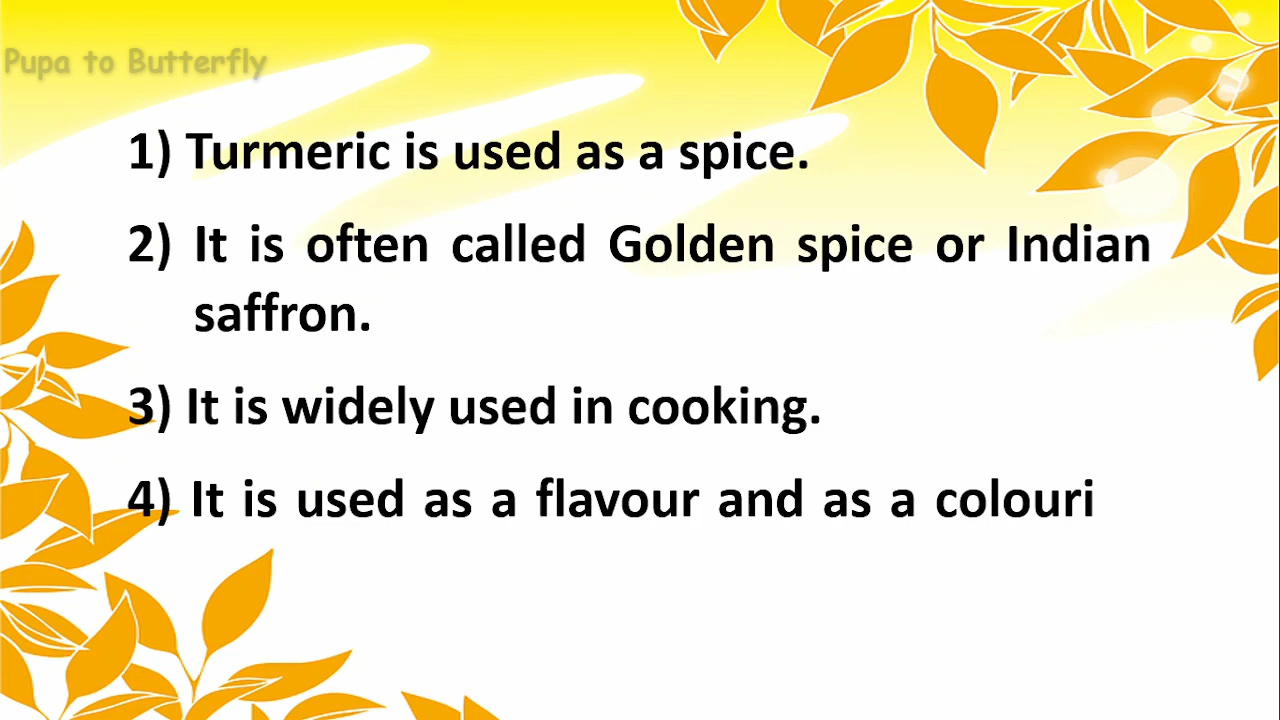 Pupa to Butterfly
1) Turmeric is used as a spice.
2) It is often called Golden spice or Indian
saffron.
3) It is widely used in cooking.
4) It is used as a flavour and as a colouri